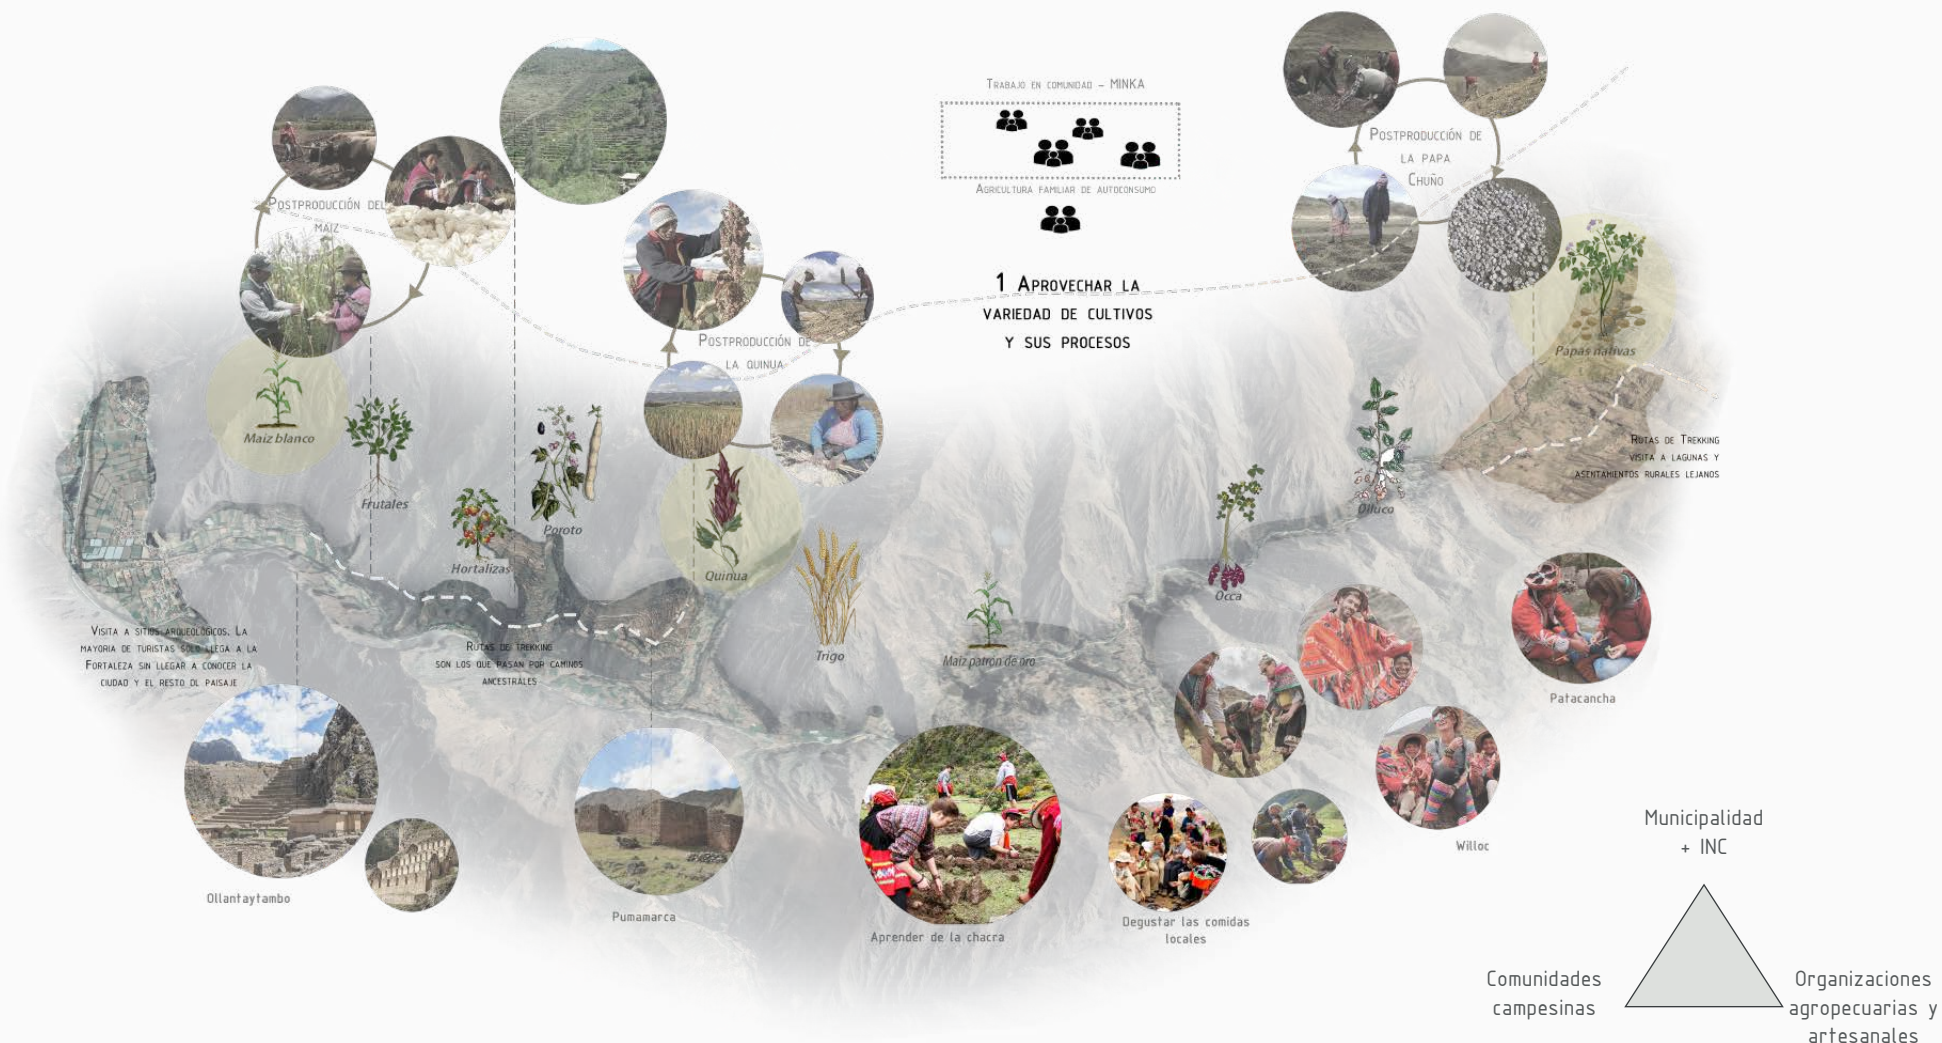 Trabajo en comunidad – MINKA
Agricultura familiar de autoconsumo
Postproducción de
la papa
Chuño
Postproducción del
maíz
1 Aprovechar la
variedad de cultivos
y sus procesos
Postproducción de
la quinua
Papas nativas
Maíz blanco
Frutales
Hortalizas
Poroto
Quinua
Trigo
Maíz patron de oro
Occa
Olluco
Rutas de Trekking
visita a lagunas y
asentamientos rurales lejanos
Visita a sitios arqueológicos. La
mayoria de turistas solo llega a la
Fortaleza sin llegar a conocer la
ciudad y el resto dl paisaje
Rutas de trekking
son los que pasan por caminos
ancestrales
Patacancha
Willoc
Ollantaytambo
Pumamarca
Aprender de la chacra
Degustar las comidas
locales
Municipalidad
+ INC
Comunidades
campesinas
Organizaciones
agropecuarias y
artesanales